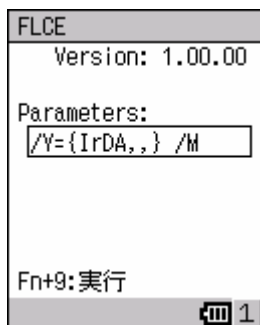 FLCE
Version: 1.00.00
Parameters:
/Y={IrDA,,} /M
Fn+9:実行
1